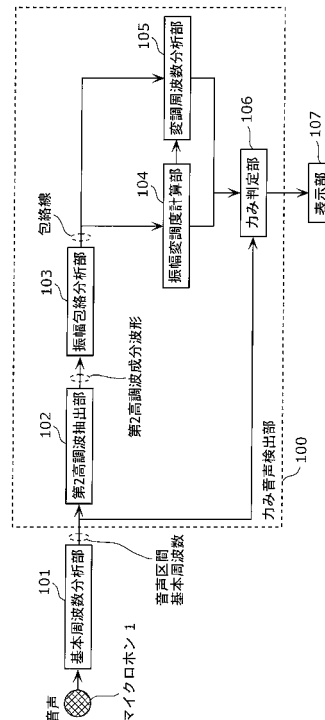 音声
マイクロホン 1
101
基本周波数分析部
音声区間
基本周波数
102
第2高調波抽出部
第2高調波成分波形
103
振幅包絡分析部
包絡線
104
振幅変調度計算部
105
変調周波数分析部
106
力み判定部
107
表示部
力み音声検出部
100